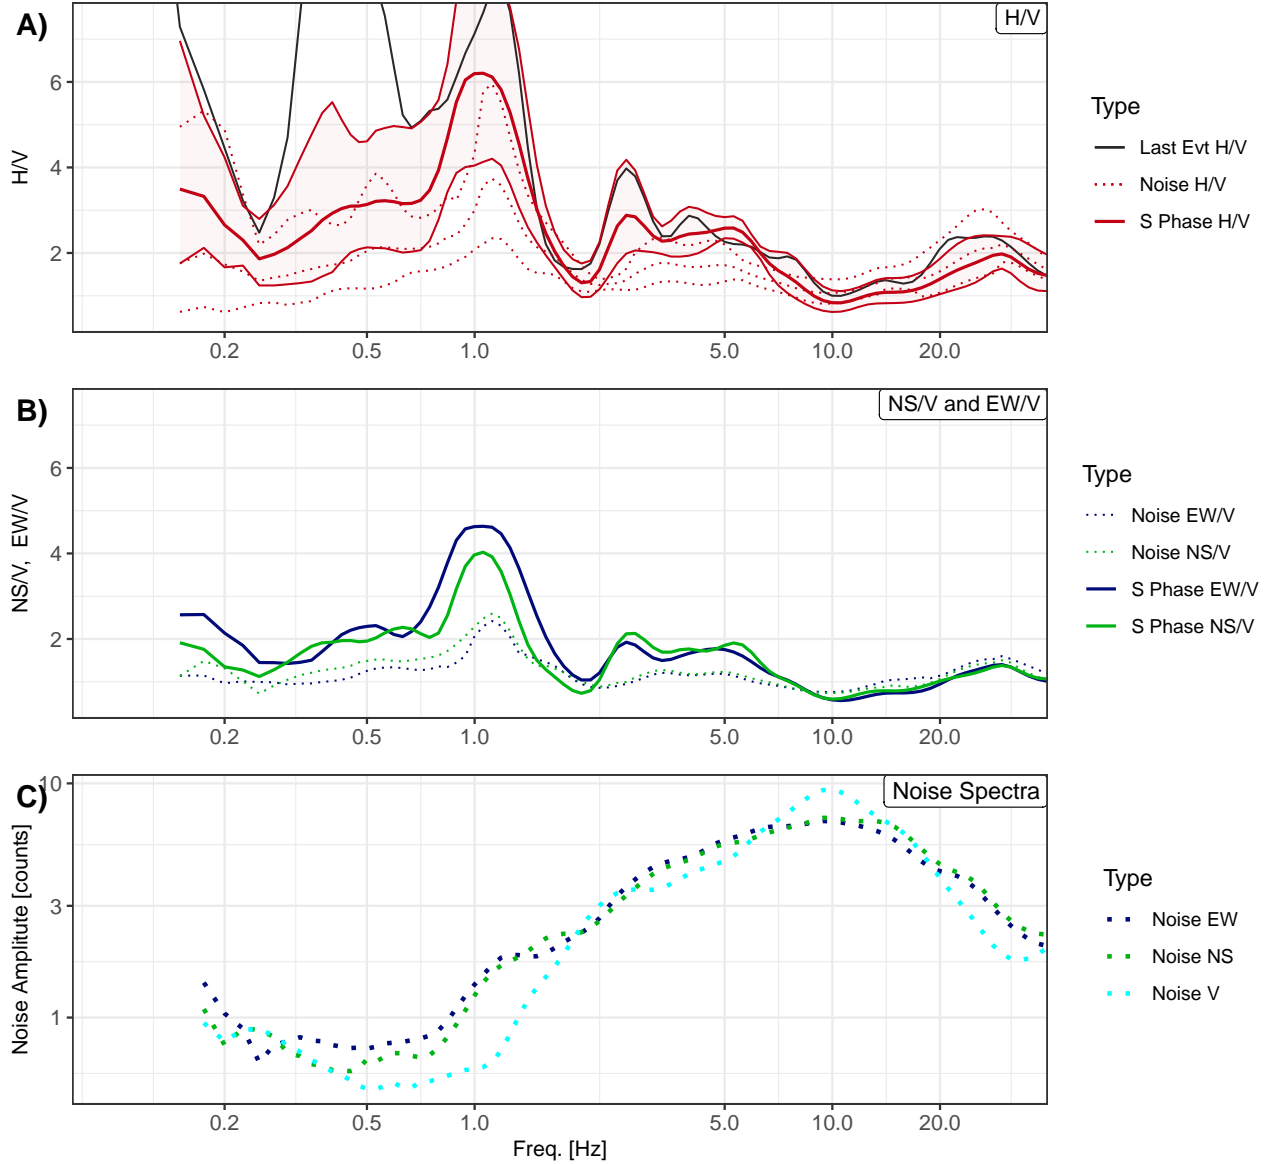 A)
H/V
H/V
6
4
2
0.2 0.5 1.0 5.0 10.0 20.0
Type
Last Evt H/V
Noise H/V
S Phase H/V
B)
NS/V and EW/V
NS/V, EW/V
6
4
2
0.2 0.5 1.0 5.0 10.0 20.0
Type
Noise EW/V
Noise NS/V
S Phase EW/V
S Phase NS/V
C)
Noise Spectra
Noise Amplitute [counts]
10
3
1
0.2 0.5 1.0 5.0 10.0 20.0
Freq. [Hz]
Type
Noise EW
Noise NS
Noise V